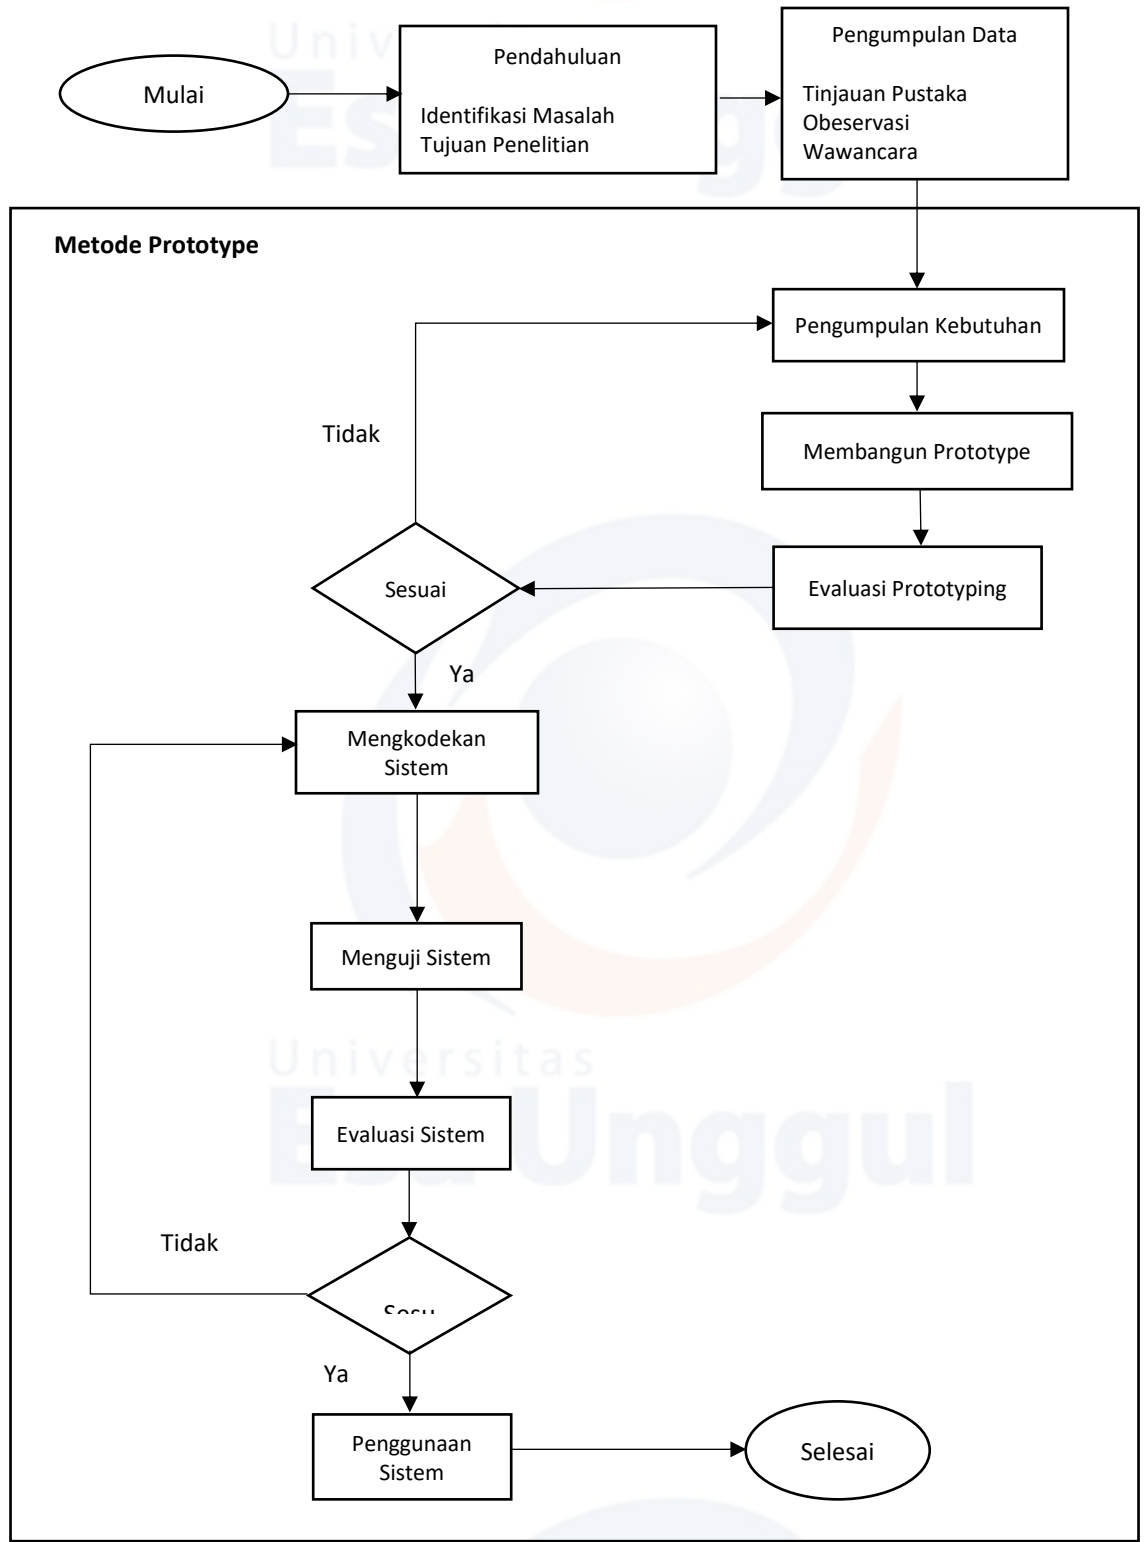 Pendahuluan
Identifikasi Masalah
Tujuan Penelitian
Mulai
Pengumpulan Data
Tinjauan Pustaka
Obeservasi
Wawancara
Metode Prototype
Pengumpulan Kebutuhan
Tidak
Membangun Prototype
Sesuai
Evaluasi Prototyping
Ya
Mengkodekan
Sistem
Menguji Sistem
Universitas
Esa Unggul
Evaluasi Sistem
Tidak
Ya
Penggunaan
Sistem
Selesai